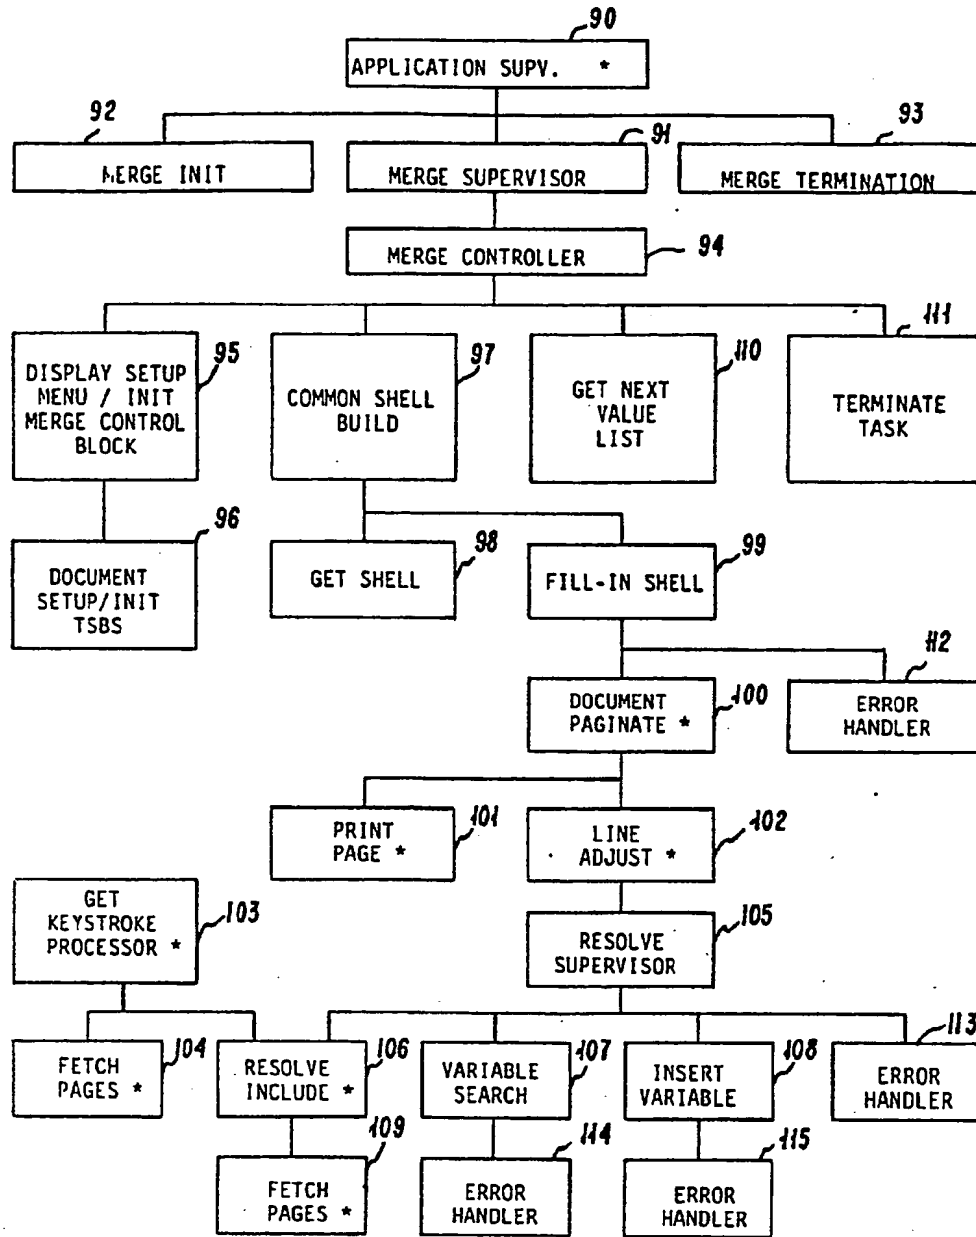 90
APPLICATION SUPV. *
92
91
93
MERGE INIT
MERGE SUPERVISOR
MERGE TERMINATION
MERGE CONTROLLER
94
95
97
110
111
DISPLAY SETUP
MENU / INIT
MERGE CONTROL
BLOCK
COMMON SHELL
BUILD
GET NEXT
VALUE
LIST
TERMINATE
TASK
96
98
99
DOCUMENT
SETUP/INIT
TSBS
GET SHELL
FILL-IN SHELL
100
112
DOCUMENT
PAGINATE *
ERROR
HANDLER
101
102
PRINT
PAGE *
LINE
ADJUST *
103
105
GET
KEYSTROKE
PROCESSOR *
RESOLVE
SUPERVISOR
104
106
107
108
113
FETCH
PAGES *
RESOLVE
INCLUDE *
VARIABLE
SEARCH
INSERT
VARIABLE
ERROR
HANDLER
109
114
115
FETCH
PAGES *
ERROR
HANDLER
ERROR
HANDLER